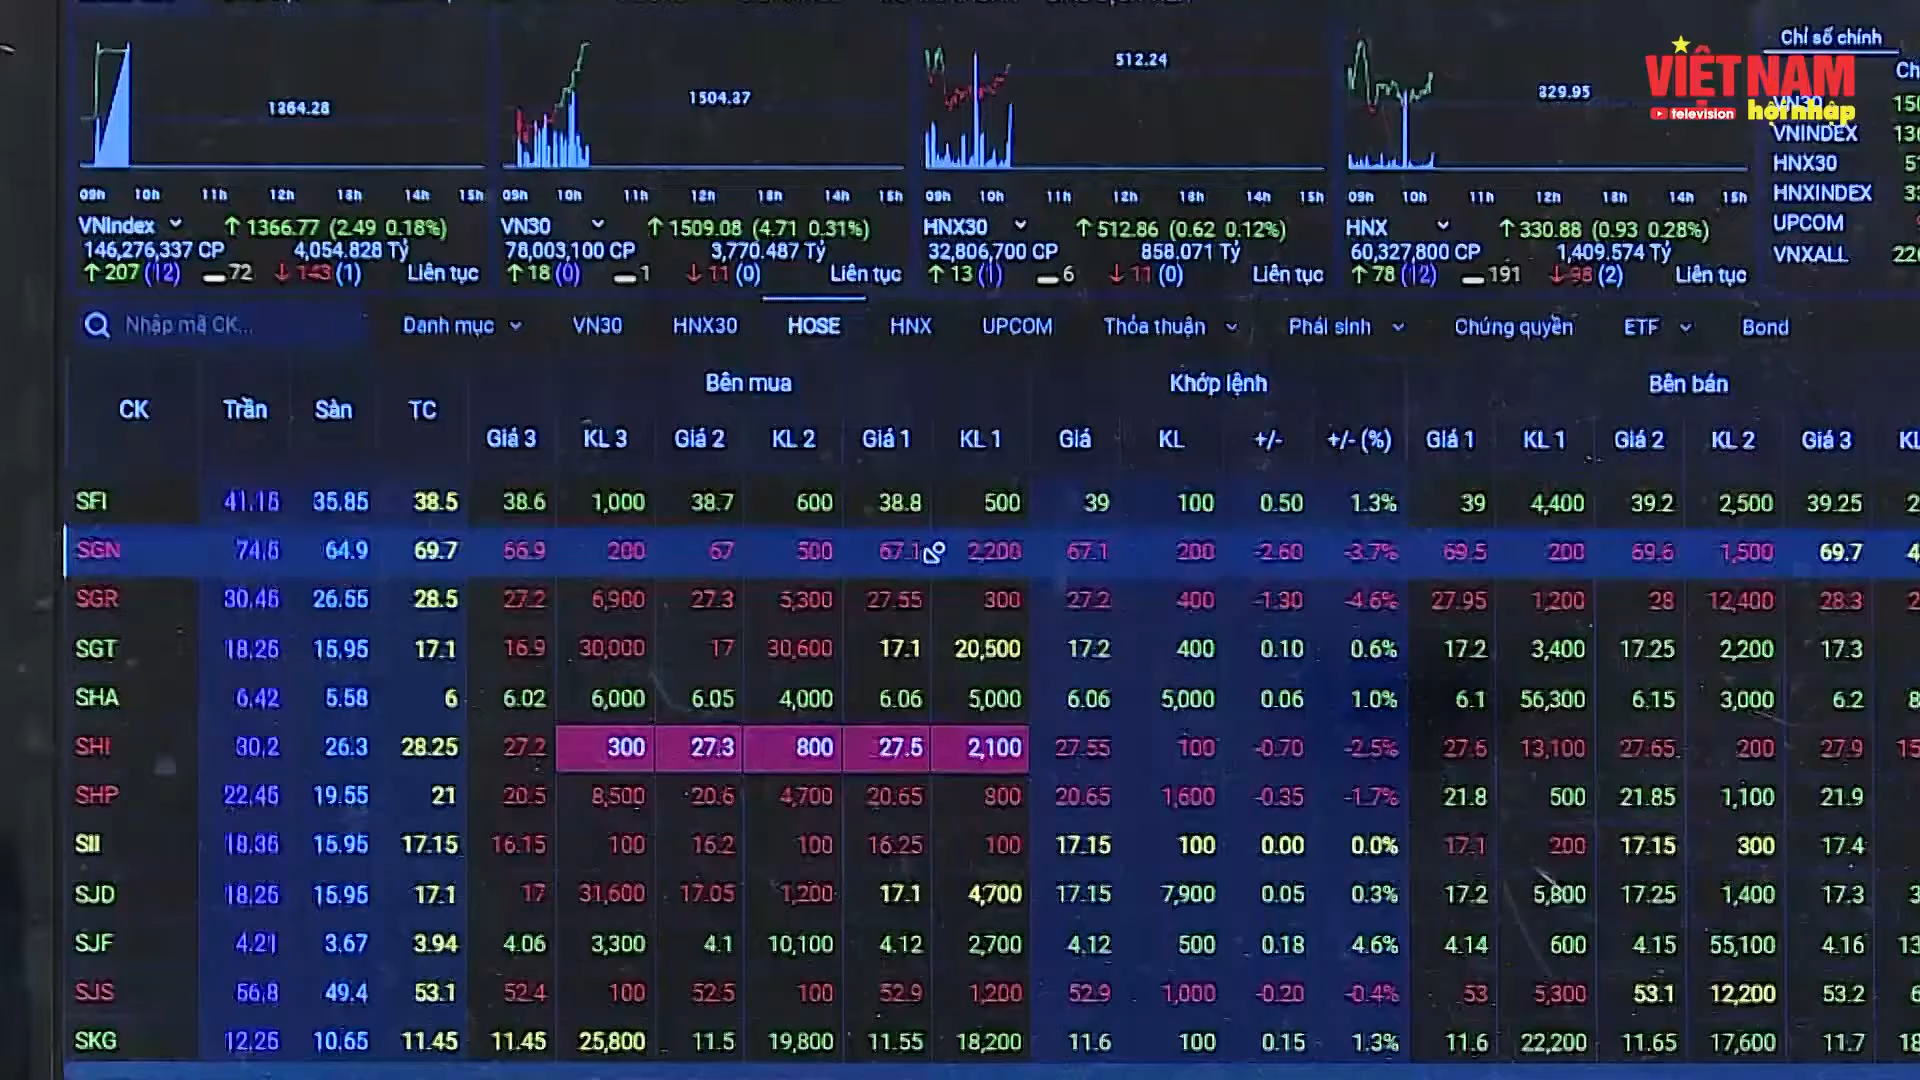 Chỉ số chính
VIỆT NAM
television hội nhập
1364.28
1504.37
512.24
329.95
VN30
VNINDEX
HNX30
HNXINDEX
UPCOM
VNXALL
09h 10h 11h 12h 13h 14h 15h
09h 10h 11h 12h 13h 14h 15h
09h 10h 11h 12h 13h 14h 15h
09h 10h 11h 12h 13h 14h 15h
VNIndex ↑ 1366.77 (2.49 0.18%)
146,276,337 CP 4,054.828 Tỷ
↑ 207 (12) 72 ↓ 143 (1) Liên tục
VN30 ↑ 1509.08 (4.71 0.31%)
78,003,100 CP 3,770.487 Tỷ
↑ 18 (0) 1 ↓ 11 (0) Liên tục
HNX30 ↑ 512.86 (0.62 0.12%)
32,806,700 CP 858.071 Tỷ
↑ 13 (1) 6 ↓ 11 (0) Liên tục
HNX ↑ 330.88 (0.93 0.28%)
60,327,800 CP 1,409.574 Tỷ
↑ 78 (12) 191 ↓ 98 (2) Liên tục
Nhập mã CK... Danh mục VN30 HNX30 HOSE HNX UPCOM Thỏa thuận Phái sinh Chứng quyền ETF Bond
CK Trần Sàn TC Bên mua Khớp lệnh Bên bán
Giá 3 KL 3 Giá 2 KL 2 Giá 1 KL 1 Giá KL +/- +/- (%) Giá 1 KL 1 Giá 2 KL 2 Giá 3
SFI 41.15 35.85 38.5 38.6 1,000 38.7 600 38.8 500 39 100 0.50 1.3% 39 4,400 39.2 2,500 39.25
SGN 74.5 64.9 69.7 66.9 200 67 500 67.1 2,200 67.1 200 -2.60 -3.7% 69.5 200 69.6 1,500 69.7
SGR 30.45 26.55 28.5 27.2 6,900 27.3 5,300 27.55 300 27.2 400 -1.30 -4.6% 27.95 1,200 28 12,400 28.3
SGT 18.25 15.95 17.1 16.9 30,000 17 30,600 17.1 20,500 17.2 400 0.10 0.6% 17.2 3,400 17.25 2,200 17.3
SHA 6.42 5.58 6 6.02 6,000 6.05 4,000 6.06 5,000 6.06 5,000 0.06 1.0% 6.1 56,300 6.15 3,000 6.2
SHI 30.2 26.3 28.25 27.2 300 27.3 800 27.5 2,100 27.55 100 -0.70 -2.5% 27.6 13,100 27.65 200 27.9
SHP 22.45 19.55 21 20.5 8,500 20.6 4,700 20.65 800 20.65 1,600 -0.35 -1.7% 21.8 500 21.85 1,100 21.9
SII 18.35 15.95 17.15 16.15 100 16.2 100 16.25 100 17.15 100 0.00 0.0% 17.1 200 17.15 300 17.4
SJD 18.25 15.95 17.1 17 31,600 17.05 1,200 17.1 4,700 17.15 7,900 0.05 0.3% 17.2 5,800 17.25 1,400 17.3
SJF 4.21 3.67 3.94 4.06 3,300 4.1 10,100 4.12 2,700 4.12 500 0.18 4.6% 4.14 600 4.15 55,100 4.16
SJS 56.8 49.4 53.1 52.4 100 52.5 100 52.9 1,200 52.9 1,000 -0.20 -0.4% 53 5,300 53.1 12,200 53.2
SKG 12.25 10.65 11.45 11.45 25,800 11.5 19,800 11.55 18,200 11.6 100 0.15 1.3% 11.6 22,200 11.65 17,600 11.7